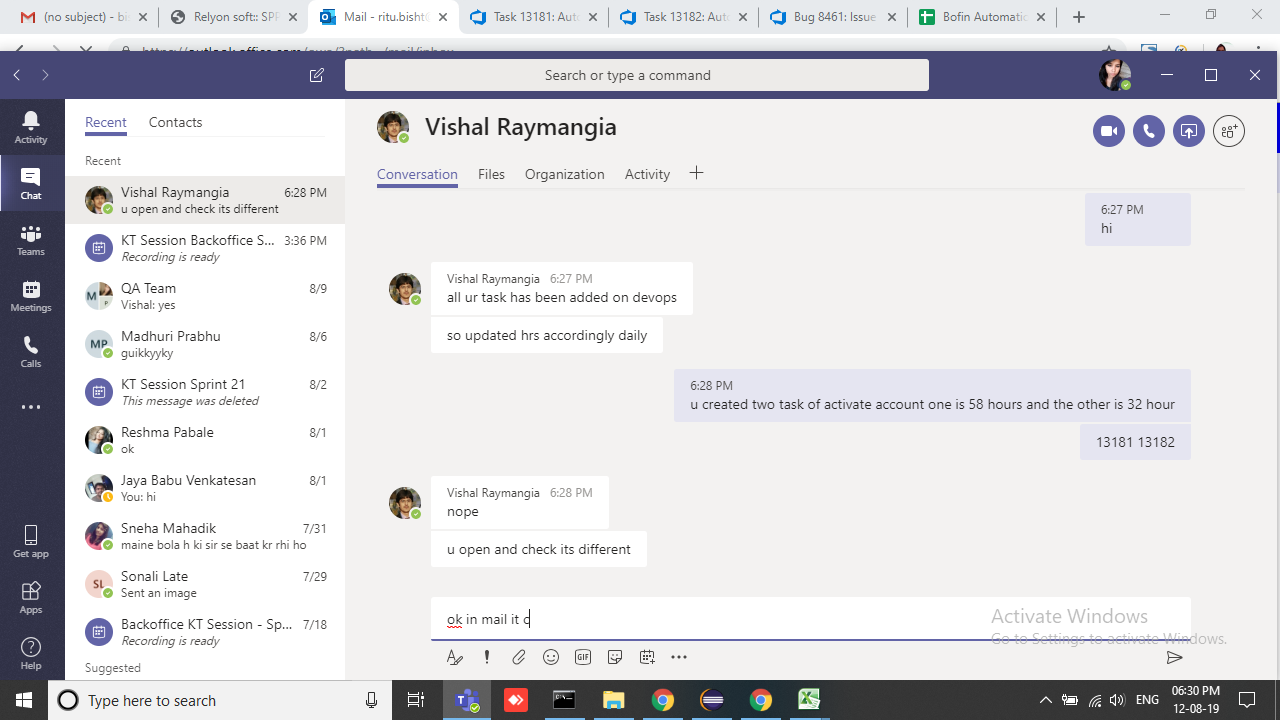 (no subject) - bi
Relyon soft:: SPF
Mail - ritu.bisht
Task 13181: Auto
Task 13182: Auto
Bug 8461: Issue
Bofin Automatio
Search or type a command
Activity
Chat
Teams
Meetings
Calls
Get app
Apps
Help
Recent Contacts
Recent
Vishal Raymangia 6:28 PM
u open and check its different
KT Session Backoffice S... 3:36 PM
Recording is ready
QA Team 8/9
Vishal: yes
MP Madhuri Prabhu 8/6
guikkyyky
KT Session Sprint 21 8/2
This message was deleted
Reshma Pabale 8/1
ok
Jaya Babu Venkatesan 8/1
You: hi
Sneha Mahadik 7/31
maine bola h ki sir se baat kr rhi ho
SL Sonali Late 7/29
Sent an image
Backoffice KT Session - Sp... 7/18
Recording is ready
Suggested
Vishal Raymangia
Conversation Files Organization Activity
6:27 PM
hi
Vishal Raymangia 6:27 PM
all ur task has been added on devops
so updated hrs accordingly daily
6:28 PM
u created two task of activate account one is 58 hours and the other is 32 hour
13181 13182
Vishal Raymangia 6:28 PM
nope
u open and check its different
ok in mail it c
GIF
Activate Windows
Go to Settings to activate Windows.
Type here to search
ENG
06:30 PM
12-08-19